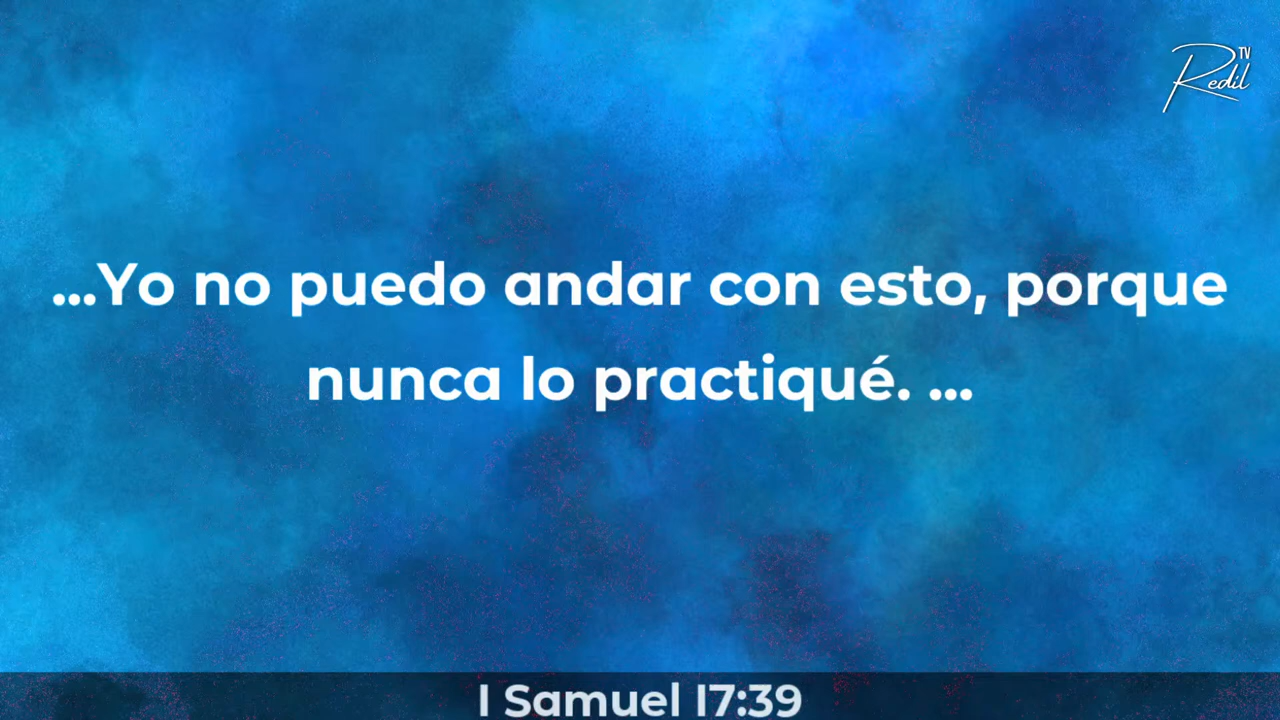 TV
Redil
...Yo no puedo andar con esto, porque
nunca lo practiqué. ...
I Samuel 17:39